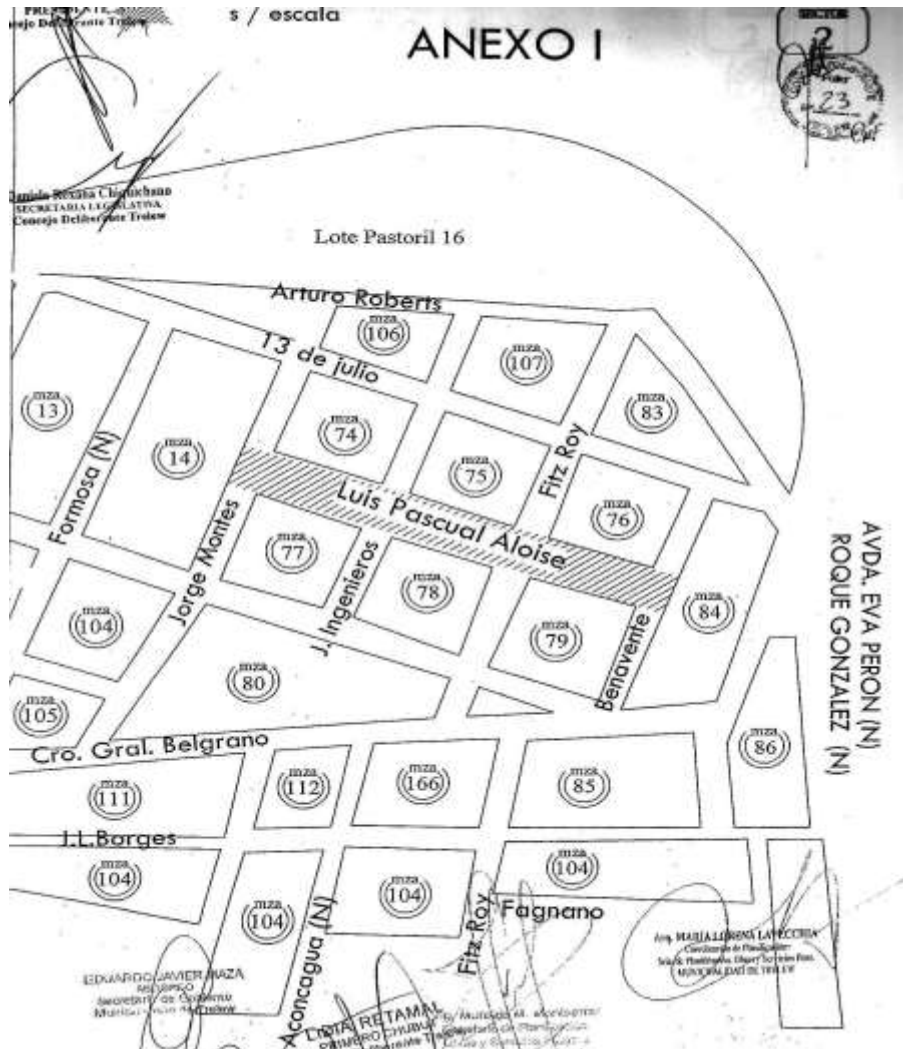 s / escala
ANEXO I
2
23
Daniela Roxana Chiquichano
SECRETARIA LEGISLATIVA
Concejo Deliberante Trelew
Lote Pastoril 16
Arturo Roberts
mza 106
mza 107
13 de julio
mza 83
mza 13
mza 14
mza 74
mza 75
Fitz Roy
mza 76
Formosa (N)
Luis Pascual Aloise
Jorge Montes
mza 77
J. Ingenieros
mza 78
mza 79
Benavente
mza 84
AVDA. EVA PERON (N)
ROQUE GONZALEZ (N)
mza 104
mza 80
mza 105
Cro. Gral. Belgrano
mza 86
mza 111
mza 112
mza 166
mza 85
J.L.Borges
mza 104
mza 104
mza 104
mza 104
Aconcagua (N)
Fitz Roy
Fagnano
EDUARDO JAVIER MAZA
Secretario de Gobierno
LIDIA RETAMAL
MUNICIPALIDAD DE TRELEW